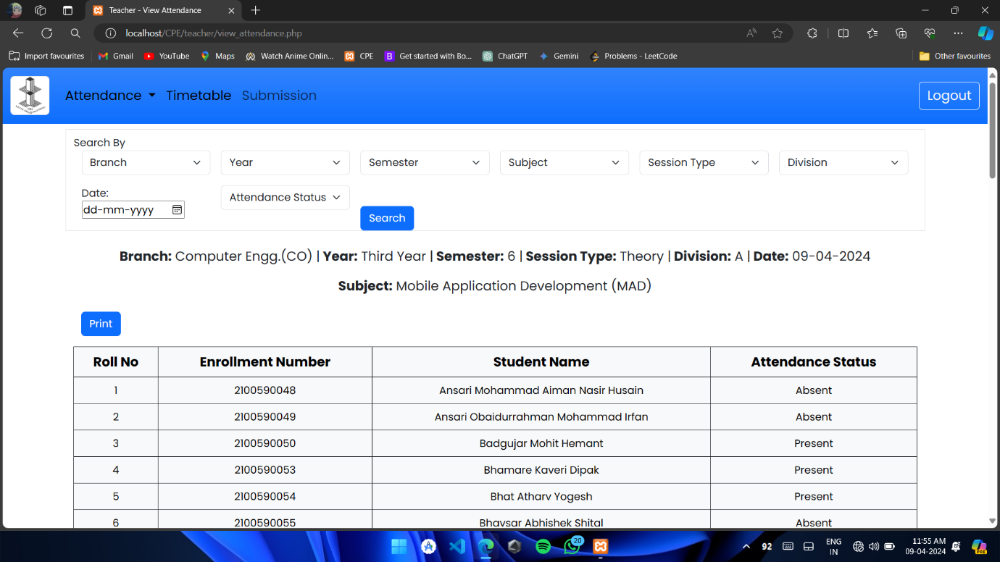 Teacher - View Attendance
localhost/CPE/teacher/view_attendance.php
Import favourites Gmail YouTube Maps Watch Anime Onlin... CPE Get started with Bo... ChatGPT Gemini Problems - LeetCode Other favourites
Attendance Timetable Submission Logout
Search By
Branch Year Semester Subject Session Type Division
Date: Attendance Status
dd-mm-yyyy
Search
Branch: Computer Engg.(CO) | Year: Third Year | Semester: 6 | Session Type: Theory | Division: A | Date: 09-04-2024
Subject: Mobile Application Development (MAD)
Print
Roll No Enrollment Number Student Name Attendance Status
1 2100590048 Ansari Mohammad Aiman Nasir Husain Absent
2 2100590049 Ansari Obaidurrahman Mohammad Irfan Absent
3 2100590050 Badgujar Mohit Hemant Present
4 2100590053 Bhamare Kaveri Dipak Present
5 2100590054 Bhat Atharv Yogesh Present
6 2100590055 Bhavsar Abhishek Shital Absent
20
92
ENG
IN
11:55 AM
09-04-2024
PRE